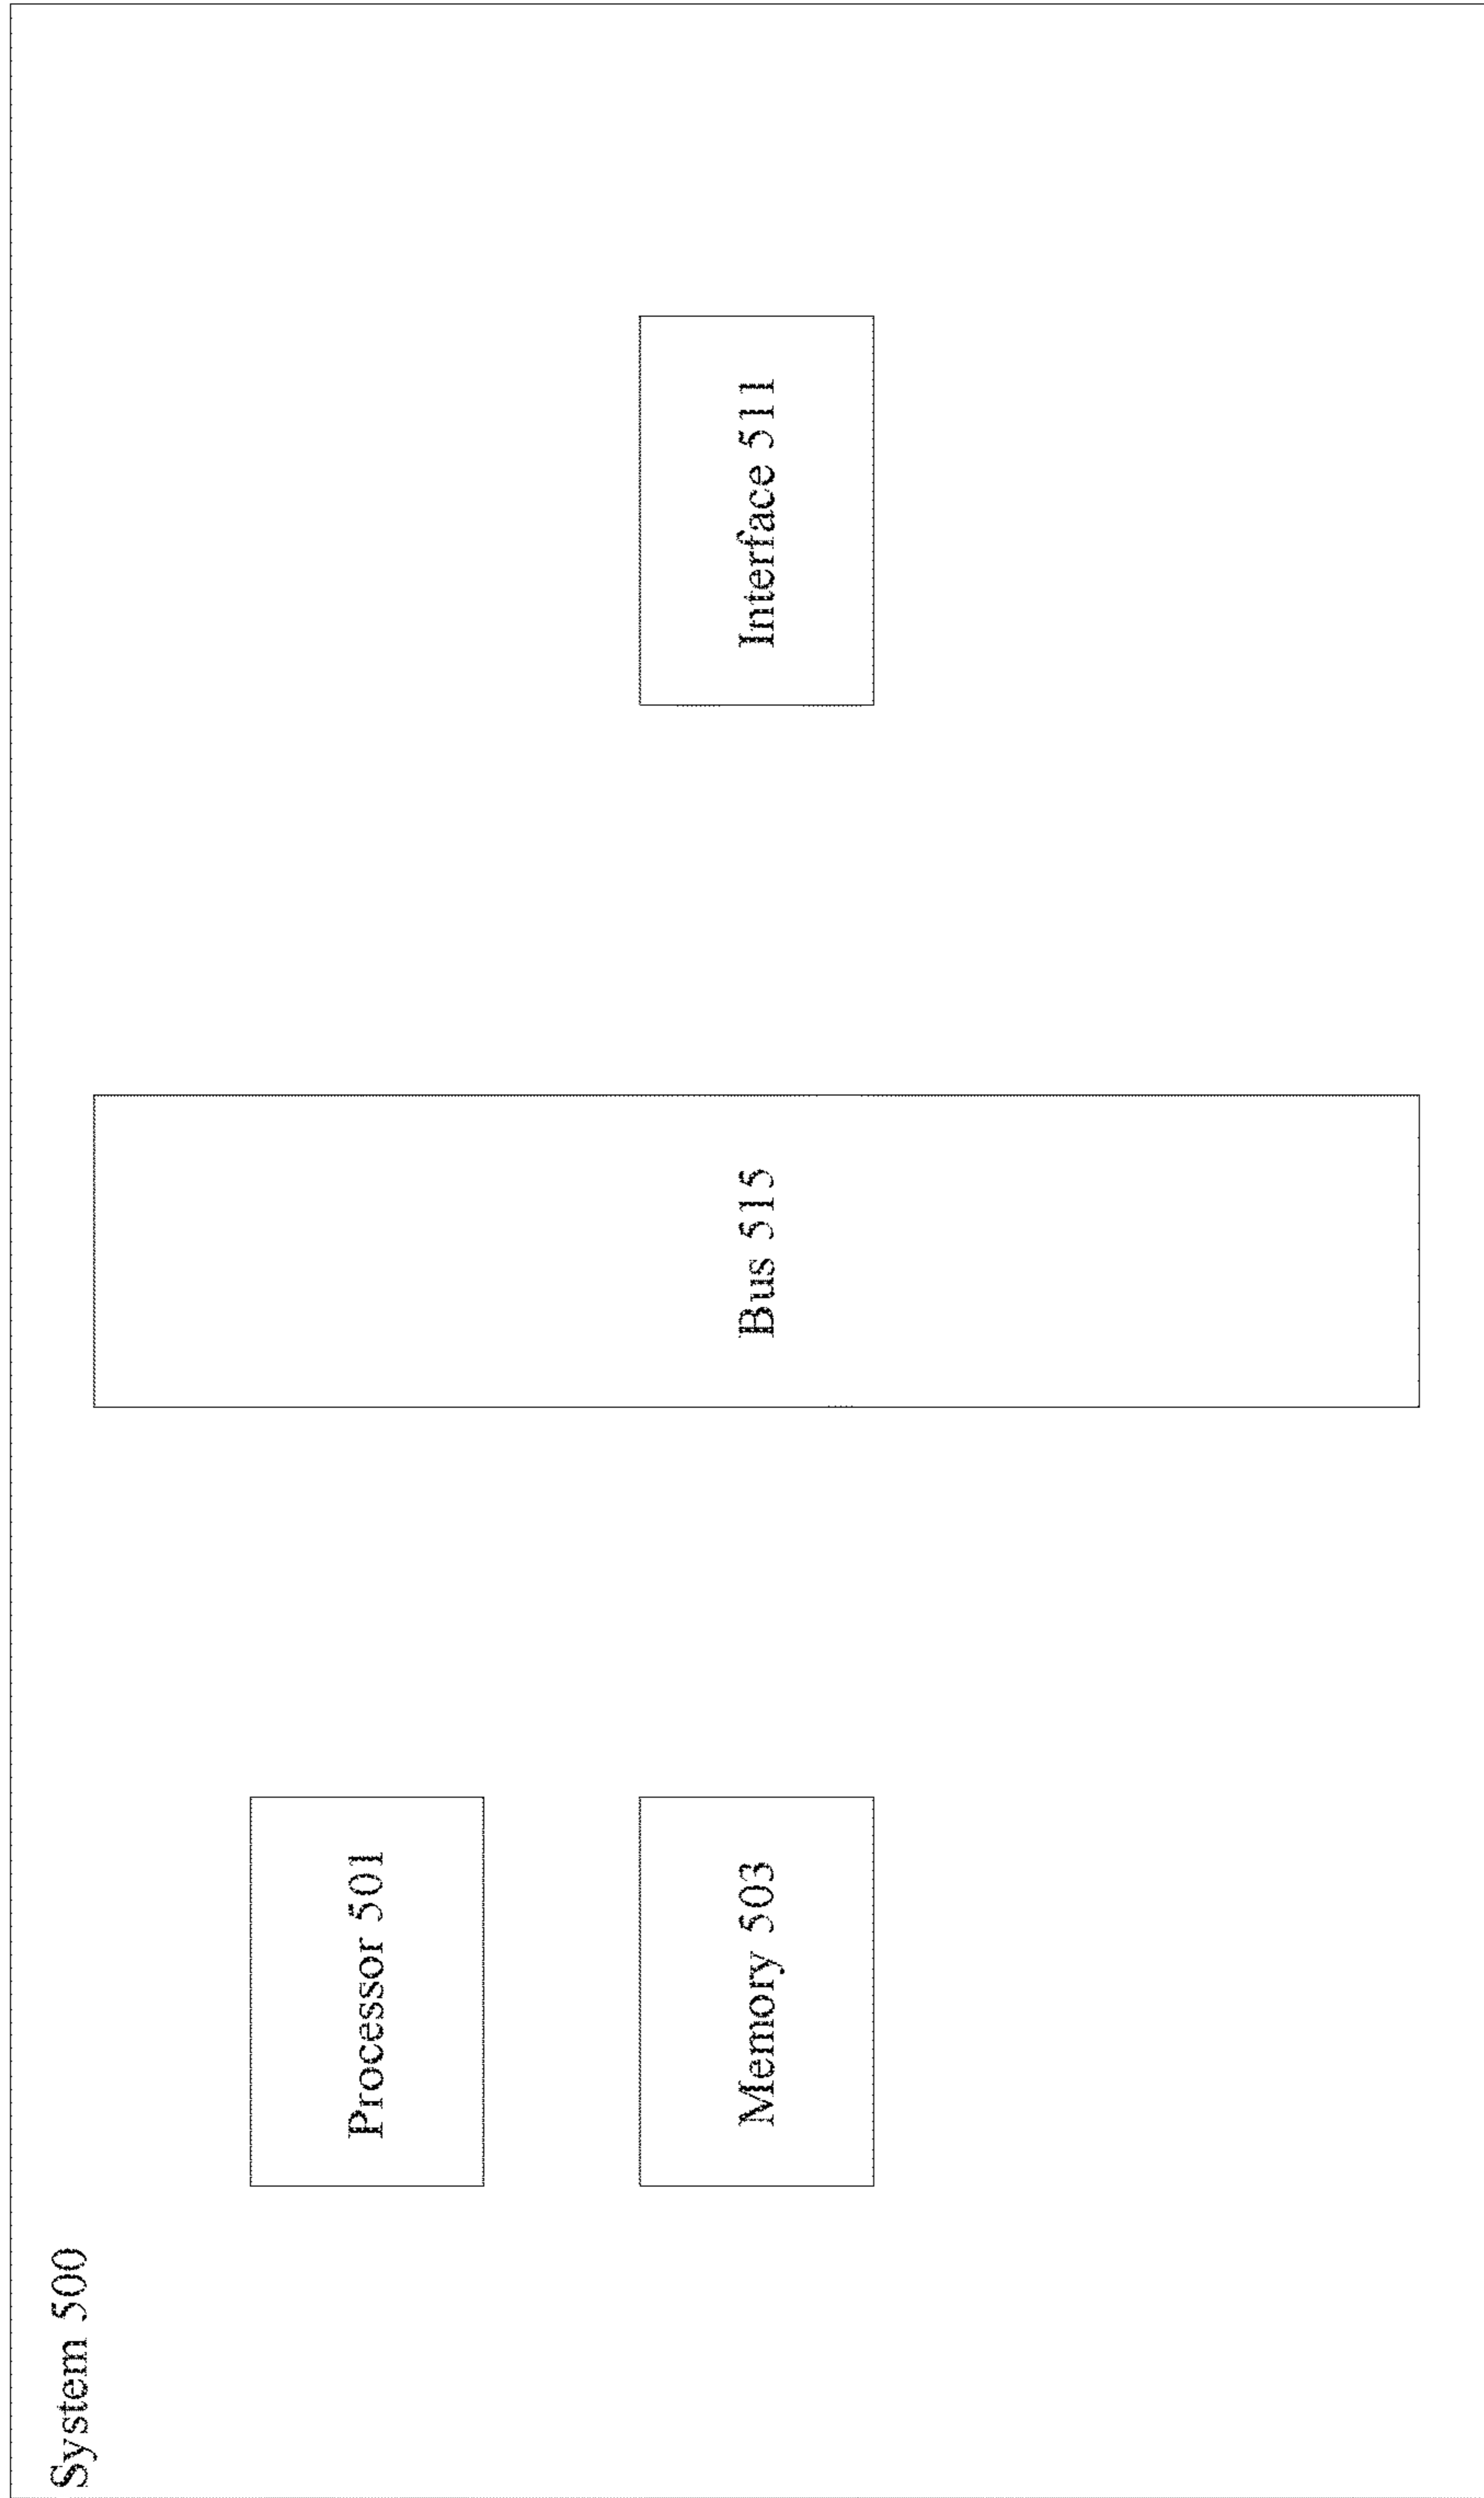 System 500
Processor 501
Memory 503
Bus 515
Interface 511